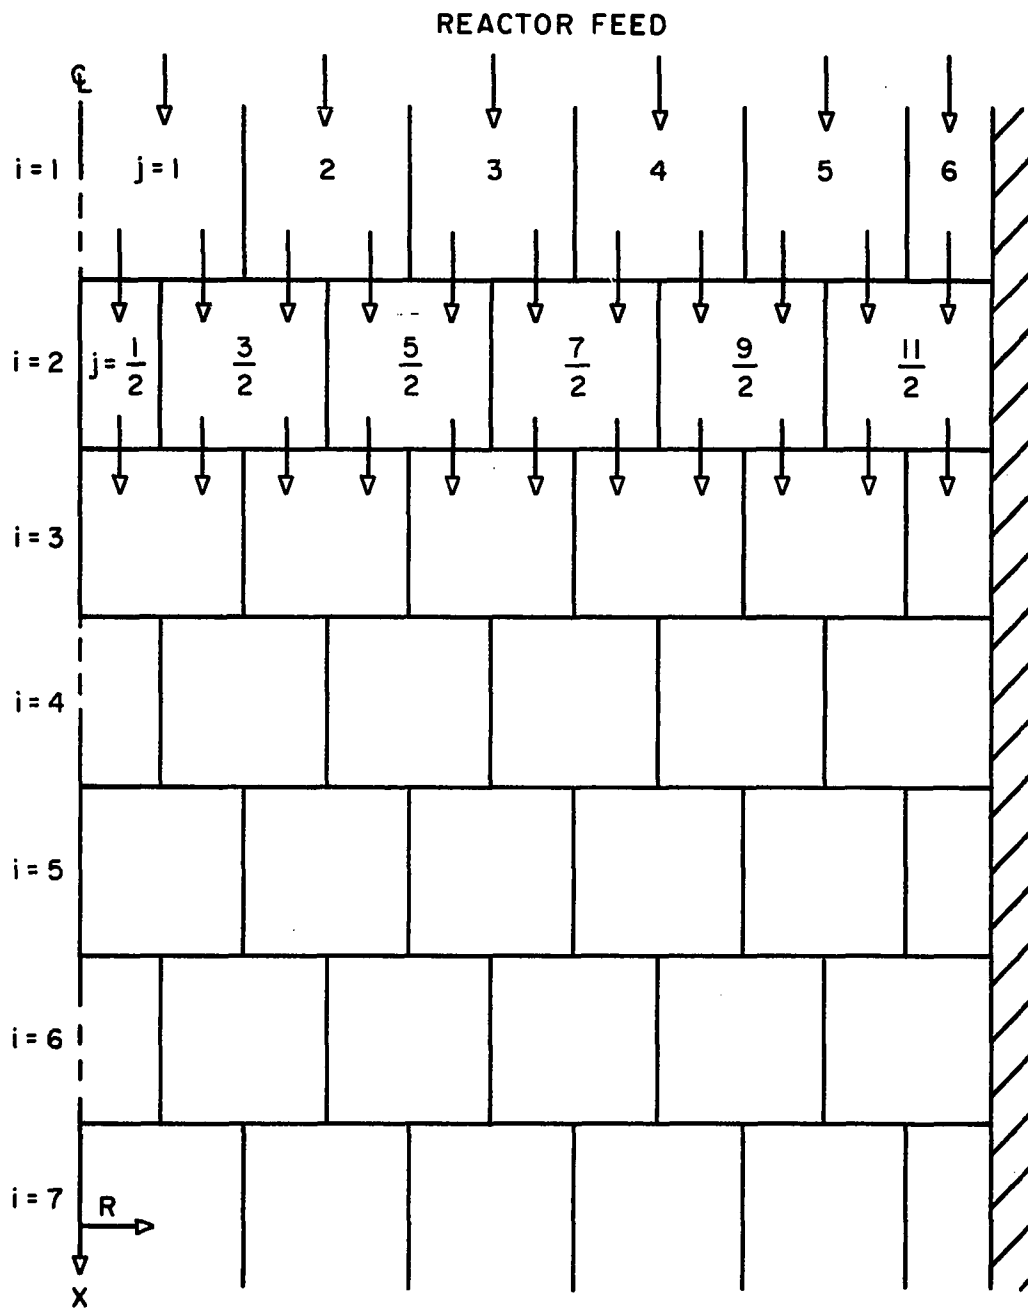 REACTOR FEED
℄
i=1 j=1 2 3 4 5 6
i=2 j=1/2 3/2 5/2 7/2 9/2 11/2
i=3
i=4
i=5
i=6
i=7
R
X